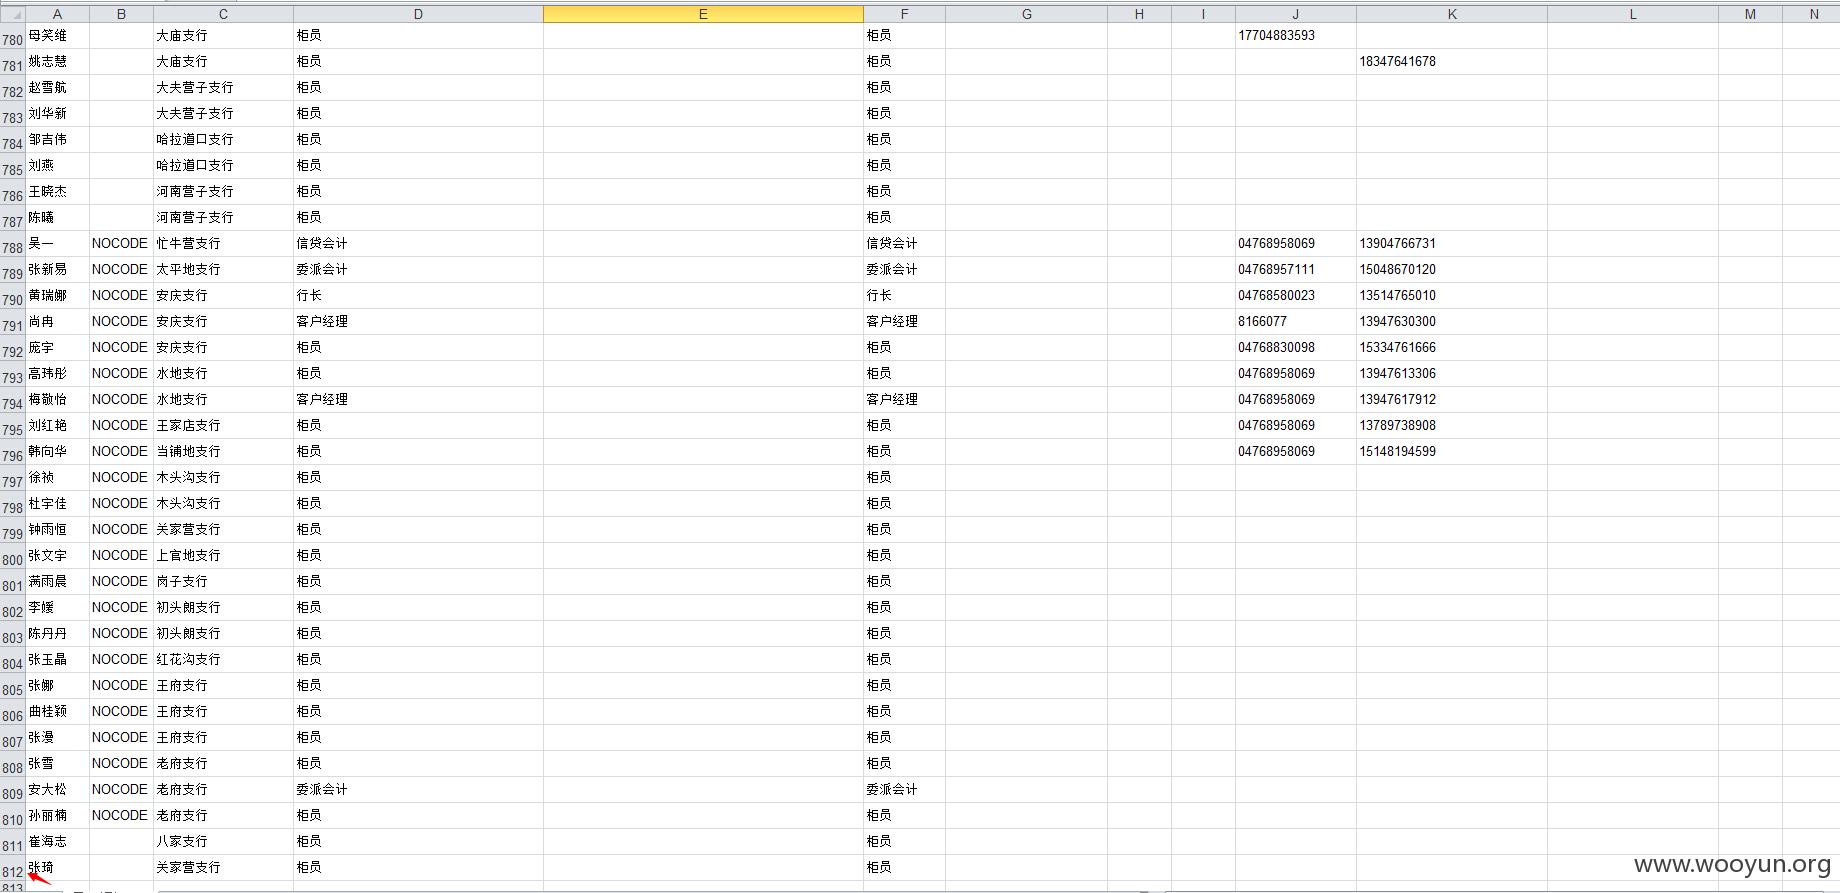 A B C D E F G H I J K L M N
780 母笑维 大庙支行 柜员 柜员 17704883593
781 姚志慧 大庙支行 柜员 柜员 18347641678
782 赵雪航 大夫营子支行 柜员 柜员
783 刘华新 大夫营子支行 柜员 柜员
784 邹吉伟 哈拉道口支行 柜员 柜员
785 刘燕 哈拉道口支行 柜员 柜员
786 王晓杰 河南营子支行 柜员 柜员
787 陈曦 河南营子支行 柜员 柜员
788 吴一 NOCODE 忙牛营支行 信贷会计 信贷会计 04768958069 13904766731
789 张新易 NOCODE 太平地支行 委派会计 委派会计 04768957111 15048670120
790 黄瑞娜 NOCODE 安庆支行 行长 行长 04768580023 13514765010
791 尚冉 NOCODE 安庆支行 客户经理 客户经理 8166077 13947630300
792 庞宇 NOCODE 安庆支行 柜员 柜员 04768830098 15334761666
793 高玮彤 NOCODE 水地支行 柜员 柜员 04768958069 13947613306
794 梅敬怡 NOCODE 水地支行 客户经理 客户经理 04768958069 13947617912
795 刘红艳 NOCODE 王家店支行 柜员 柜员 04768958069 13789738908
796 韩向华 NOCODE 当铺地支行 柜员 柜员 04768958069 15148194599
797 徐祯 NOCODE 木头沟支行 柜员 柜员
798 杜宇佳 NOCODE 木头沟支行 柜员 柜员
799 钟雨恒 NOCODE 关家营支行 柜员 柜员
800 张文宇 NOCODE 上官地支行 柜员 柜员
801 满雨晨 NOCODE 岗子支行 柜员 柜员
802 李媛 NOCODE 初头朗支行 柜员 柜员
803 陈丹丹 NOCODE 初头朗支行 柜员 柜员
804 张玉晶 NOCODE 红花沟支行 柜员 柜员
805 张娜 NOCODE 王府支行 柜员 柜员
806 曲桂颖 NOCODE 王府支行 柜员 柜员
807 张漫 NOCODE 王府支行 柜员 柜员
808 张雪 NOCODE 老府支行 柜员 柜员
809 安大松 NOCODE 老府支行 委派会计 委派会计
810 孙丽楠 NOCODE 老府支行 柜员 柜员
811 崔海志 八家支行 柜员 柜员
812 张琦 关家营支行 柜员 柜员
813
www.wooyun.org